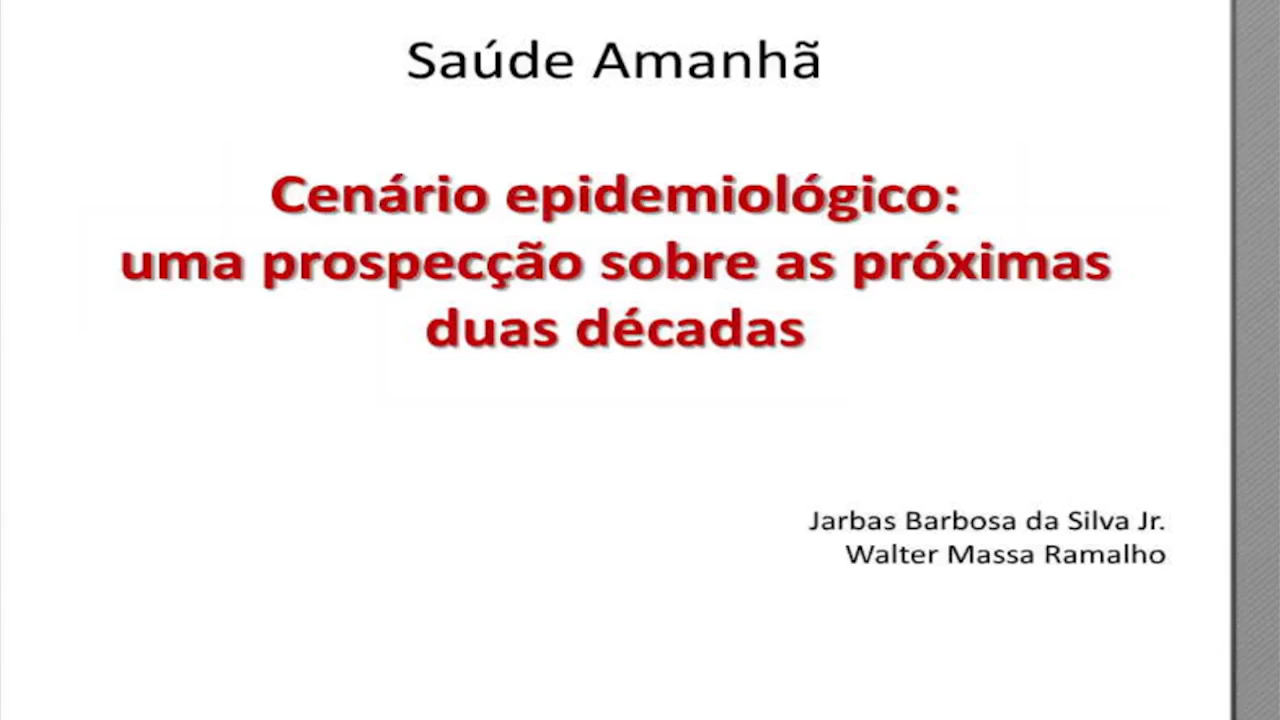 Saúde Amanhã
Cenário epidemiológico:
uma prospecção sobre as próximas
duas décadas
Jarbas Barbosa da Silva Jr.
Walter Massa Ramalho